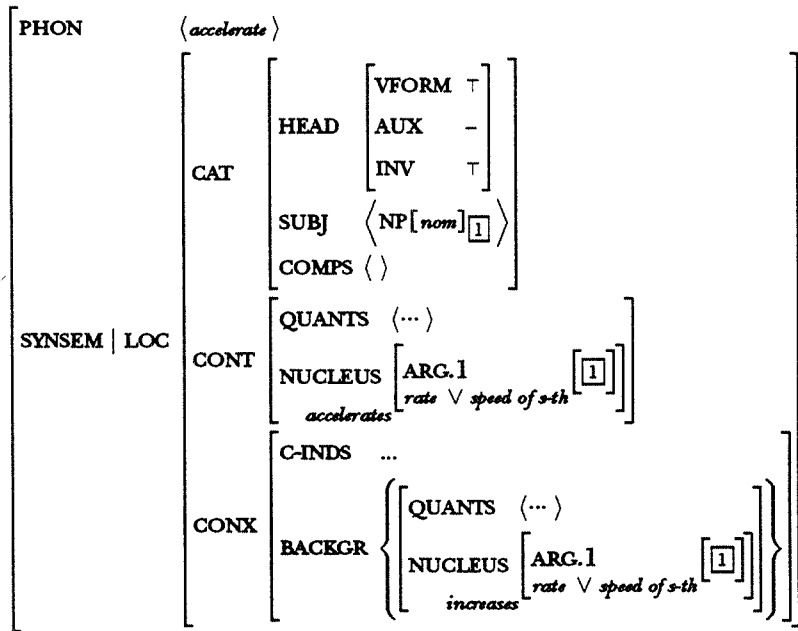 PHON ⟨accelerate⟩
VFORM ⊤
HEAD AUX –
INV ⊤
CAT
SUBJ ⟨NP[nom] 1⟩
COMPS ⟨ ⟩
QUANTS ⟨…⟩
SYNSEM | LOC
CONT
NUCLEUS ARG.1 [1]
accelerates rate ∨ speed of s-th
C-INDS ...
QUANTS ⟨…⟩
CONX
BACKGR
NUCLEUS ARG.1 [1]
increases rate ∨ speed of s-th